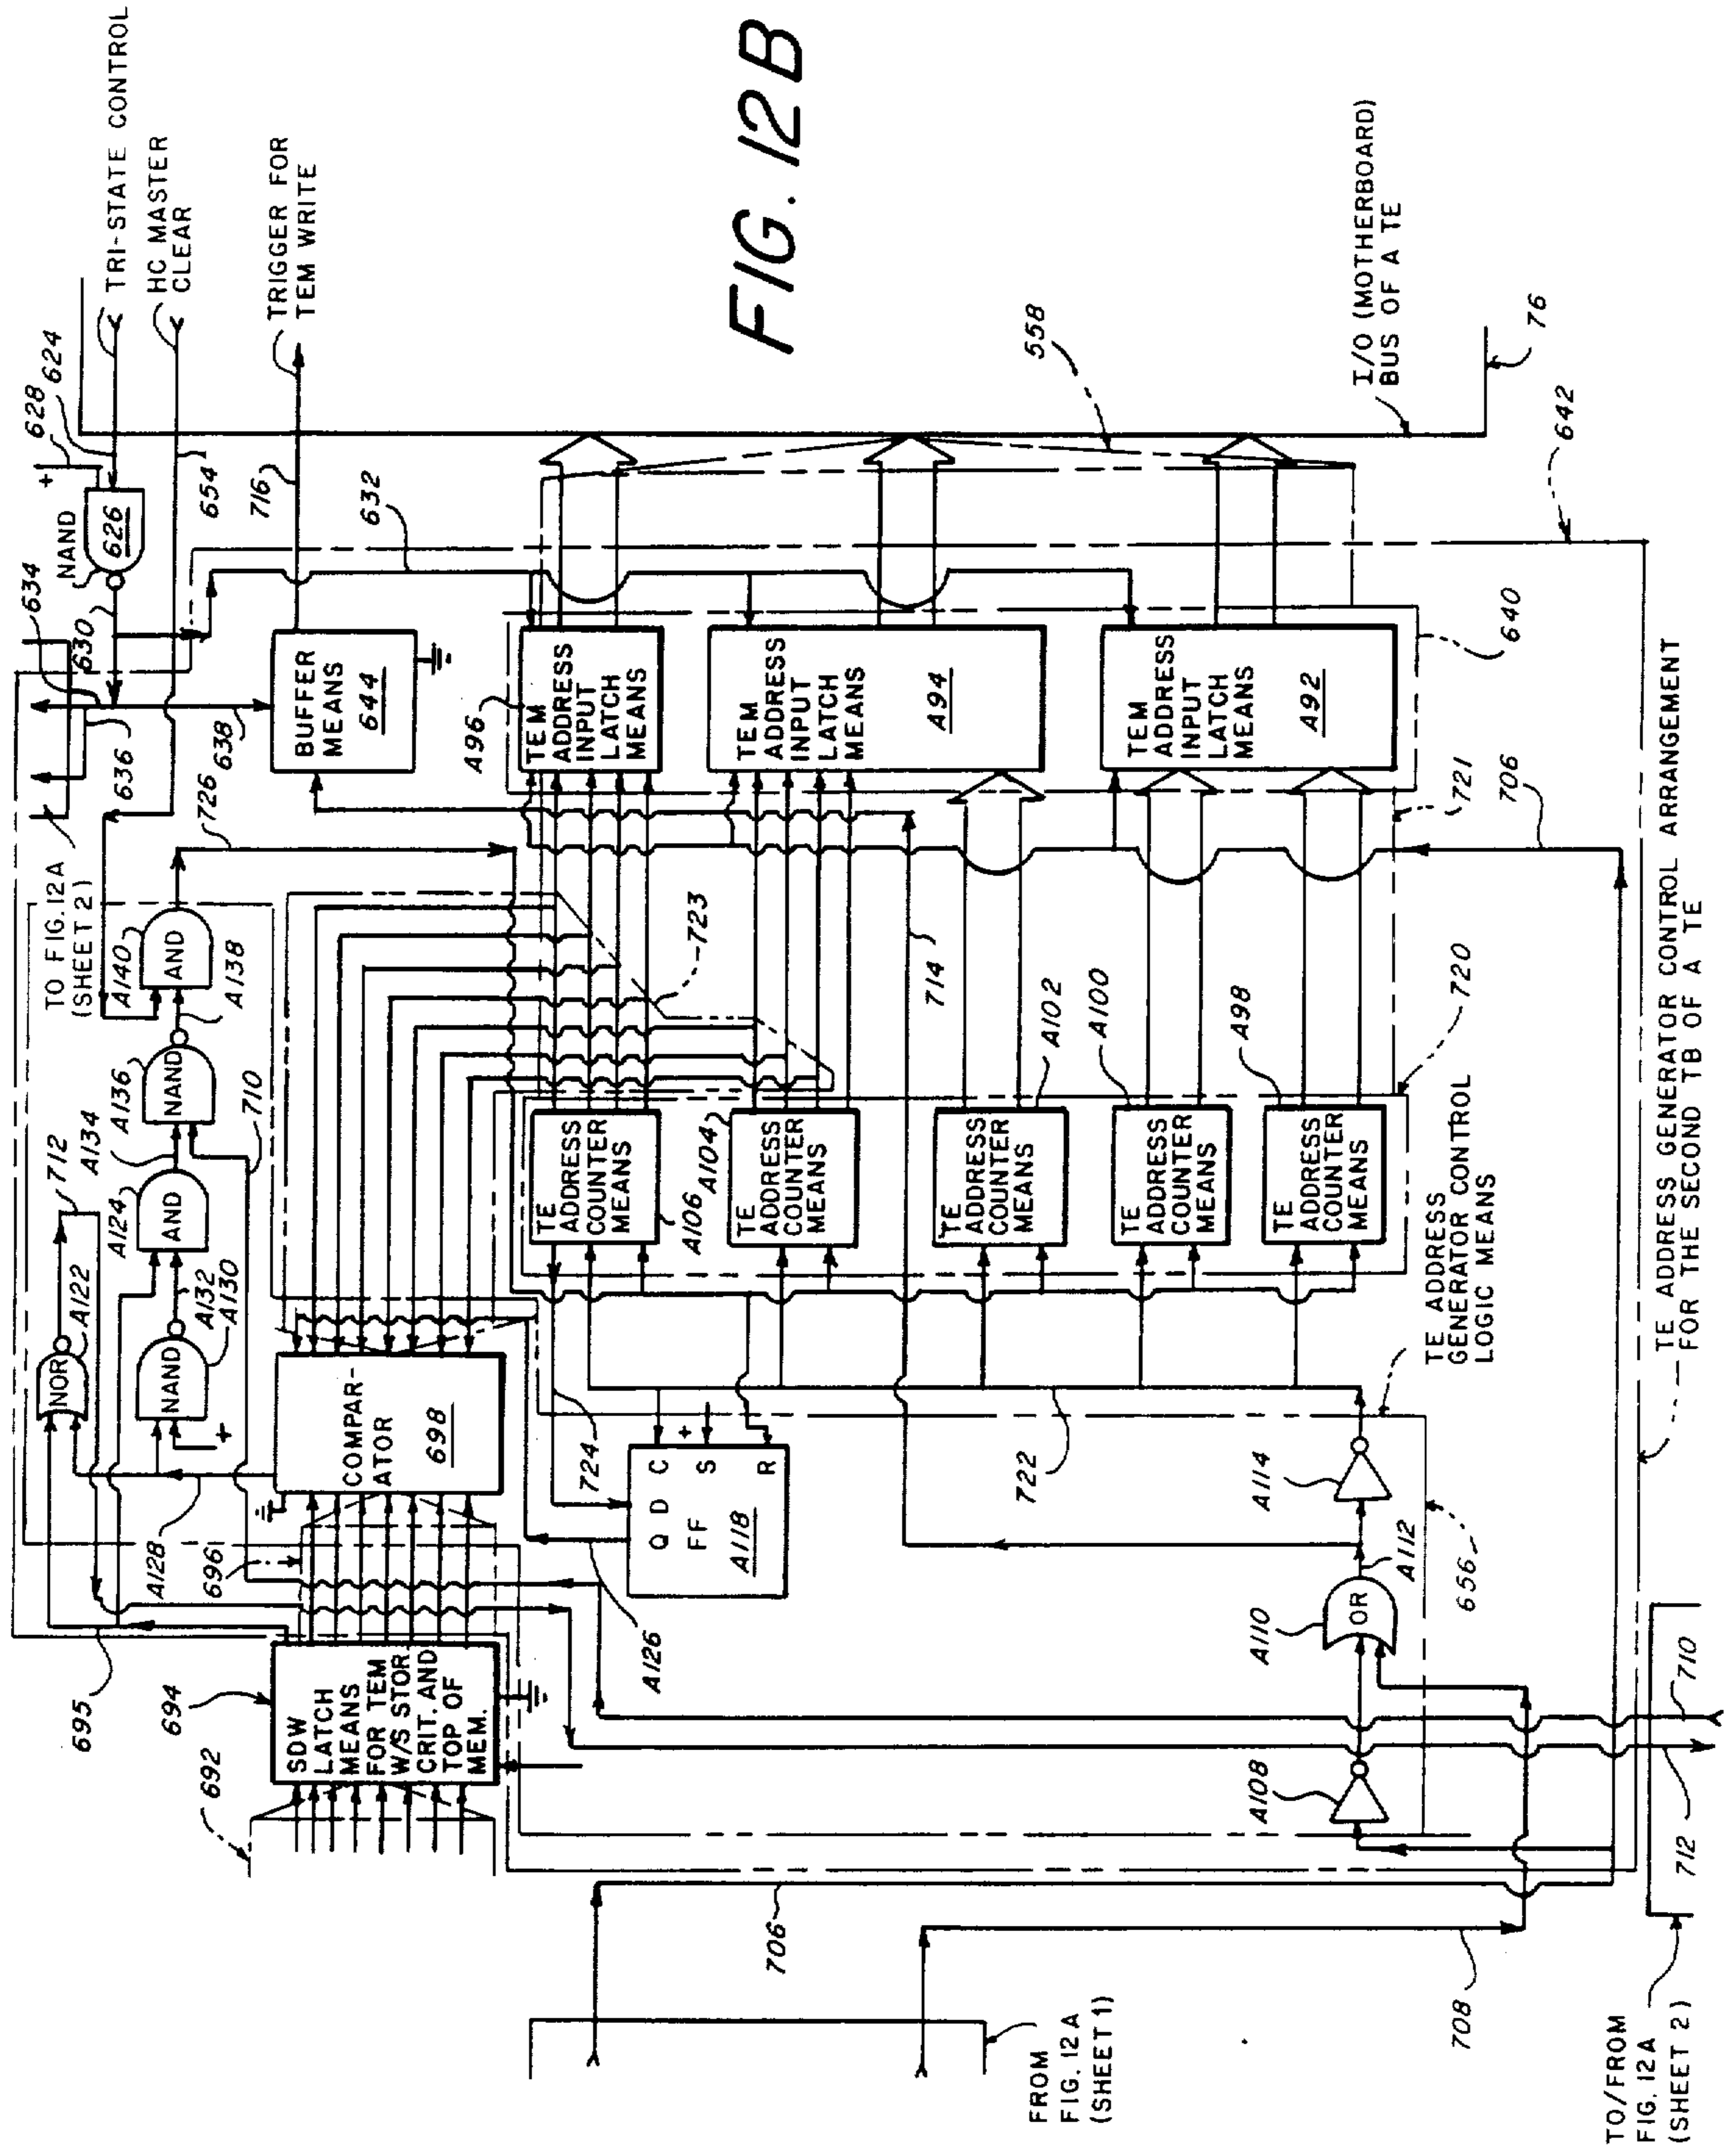 FIG. 12B
TRI-STATE CONTROL
HC MASTER
CLEAR
TRIGGER FOR
TEM WRITE
I/O (MOTHERBOARD)
BUS OF A TE
76
558
642
624
628
+
NAND
626
654
716
632
634
630
636
638
726
TO FIG. 12A
(SHEET 2)
BUFFER
MEANS
644
A96
TEM
ADDRESS
INPUT
LATCH
MEANS
TEM
ADDRESS
INPUT
LATCH
MEANS
A94
TEM
ADDRESS
INPUT
LATCH
MEANS
A92
640
721
706
TE ADDRESS GENERATOR CONTROL ARRANGEMENT
FOR THE SECOND TB OF A TE
A140
AND
A138
A136
NAND
A134
710
712
A124
AND
A122
NOR
A132
A130
NAND
+
723
714
TE
ADDRESS
COUNTER
MEANS
A106
A104
TE
ADDRESS
COUNTER
MEANS
A102
TE
ADDRESS
COUNTER
MEANS
A100
TE
ADDRESS
COUNTER
MEANS
A98
TE
ADDRESS
COUNTER
MEANS
720
TE ADDRESS
GENERATOR CONTROL
LOGIC MEANS
COMPAR-
ATOR
698
A128
696
724
+
Q D C
S
FF
R
A118
722
A114
A112
656
A126
OR
A110
A108
695
694
SDW
LATCH
MEANS
FOR TEM
W/S STOR
CRIT. AND
TOP OF
MEM.
692
706
708
710
712
FROM
FIG. 12A
(SHEET 1)
TO/FROM
FIG. 12A
(SHEET 2)